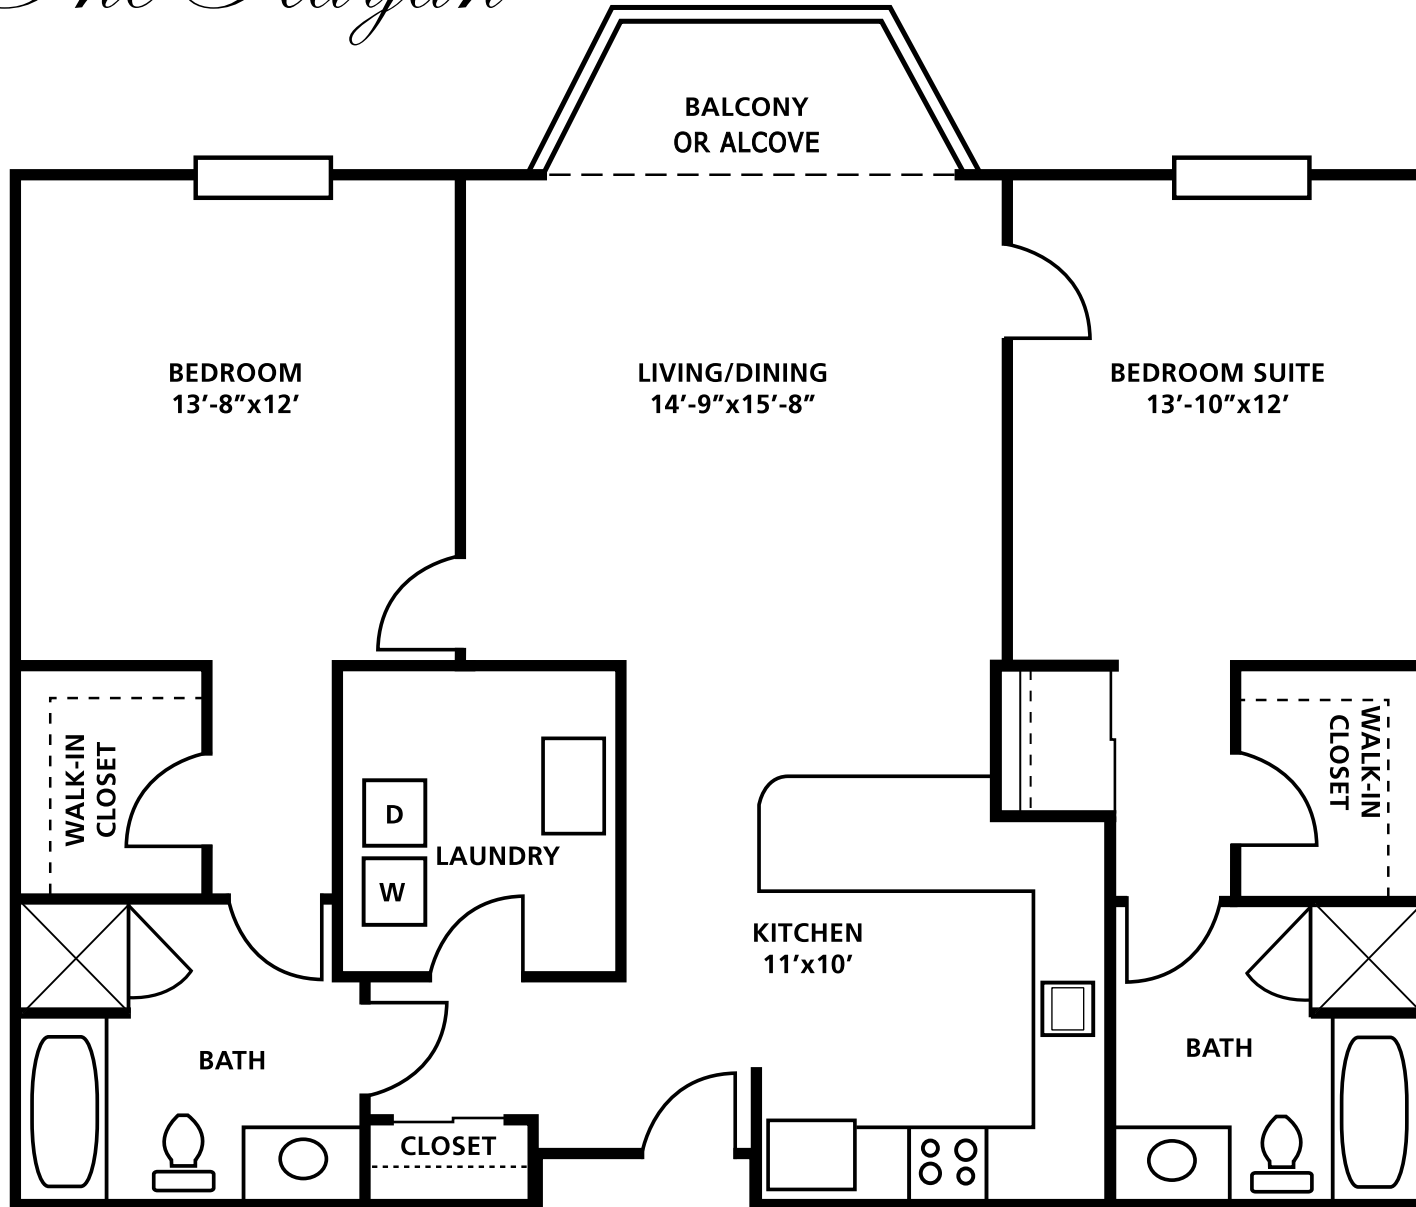 BALCONY
OR ALCOVE
BEDROOM
13'-8"x12'
LIVING/DINING
14'-9"x15'-8"
BEDROOM SUITE
13'-10"x12'
WALK-IN
CLOSET
D
W
LAUNDRY
WALK-IN
CLOSET
KITCHEN
11'x10'
BATH
BATH
CLOSET